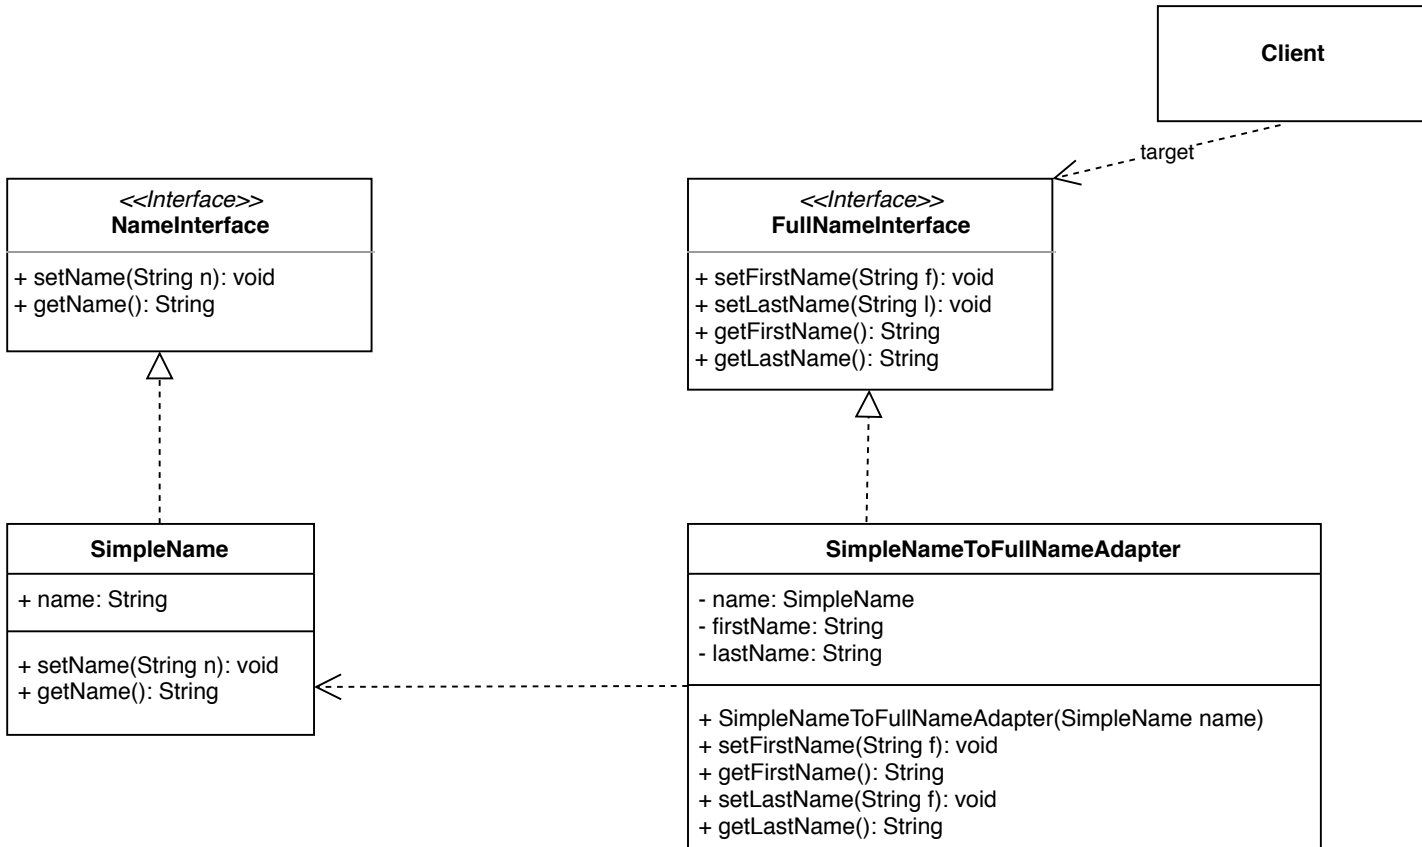 Client
target
<<Interface>>
NameInterface
+ setName(String n): void
+ getName(): String
<<Interface>>
FullNameInterface
+ setFirstName(String f): void
+ setLastName(String l): void
+ getFirstName(): String
+ getLastName(): String
SimpleName
+ name: String
+ setName(String n): void
+ getName(): String
SimpleNameToFullNameAdapter
- name: SimpleName
- firstName: String
- lastName: String
+ SimpleNameToFullNameAdapter(SimpleName name)
+ setFirstName(String f): void
+ getFirstName(): String
+ setLastName(String f): void
+ getLastName(): String